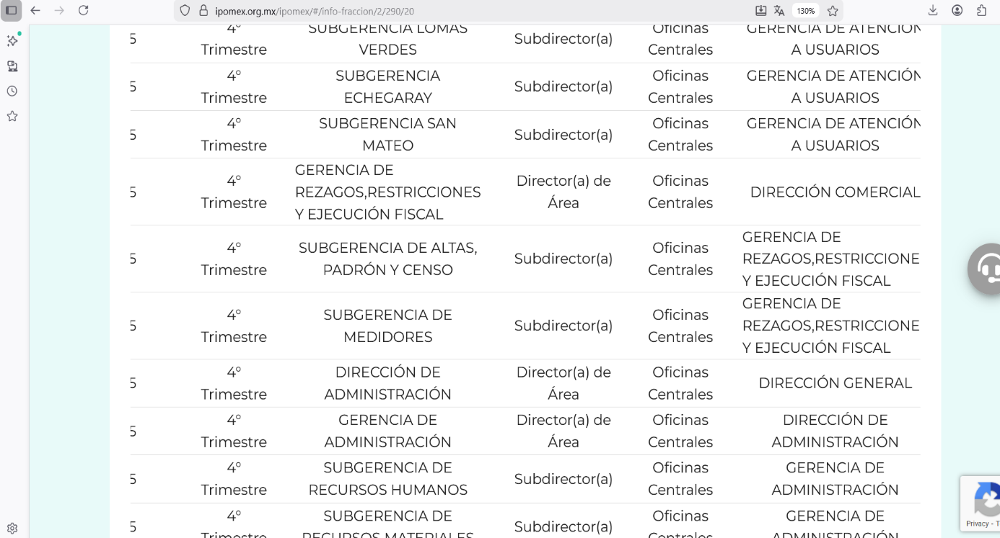 ipomex.org.mx/ipomex/#/info-fraccion/2/290/20
130%
5 4° Trimestre SUBGERENCIA LOMAS VERDES Subdirector(a) Oficinas Centrales GERENCIA DE ATENCIÓN A USUARIOS
5 4° Trimestre SUBGERENCIA ECHEGARAY Subdirector(a) Oficinas Centrales GERENCIA DE ATENCIÓN A USUARIOS
5 4° Trimestre SUBGERENCIA SAN MATEO Subdirector(a) Oficinas Centrales GERENCIA DE ATENCIÓN A USUARIOS
5 4° Trimestre GERENCIA DE REZAGOS,RESTRICCIONES Y EJECUCIÓN FISCAL Director(a) de Área Oficinas Centrales DIRECCIÓN COMERCIAL
5 4° Trimestre SUBGERENCIA DE ALTAS, PADRÓN Y CENSO Subdirector(a) Oficinas Centrales GERENCIA DE REZAGOS,RESTRICCIONE Y EJECUCIÓN FISCAL
5 4° Trimestre SUBGERENCIA DE MEDIDORES Subdirector(a) Oficinas Centrales GERENCIA DE REZAGOS,RESTRICCIONE Y EJECUCIÓN FISCAL
5 4° Trimestre DIRECCIÓN DE ADMINISTRACIÓN Director(a) de Área Oficinas Centrales DIRECCIÓN GENERAL
5 4° Trimestre GERENCIA DE ADMINISTRACIÓN Director(a) de Área Oficinas Centrales DIRECCIÓN DE ADMINISTRACIÓN
5 4° Trimestre SUBGERENCIA DE RECURSOS HUMANOS Subdirector(a) Oficinas Centrales GERENCIA DE ADMINISTRACIÓN
5 4° Trimestre SUBGERENCIA DE RECURSOS MATERIALES Subdirector(a) Oficinas Centrales GERENCIA DE ADMINISTRACIÓN
Privacy - T